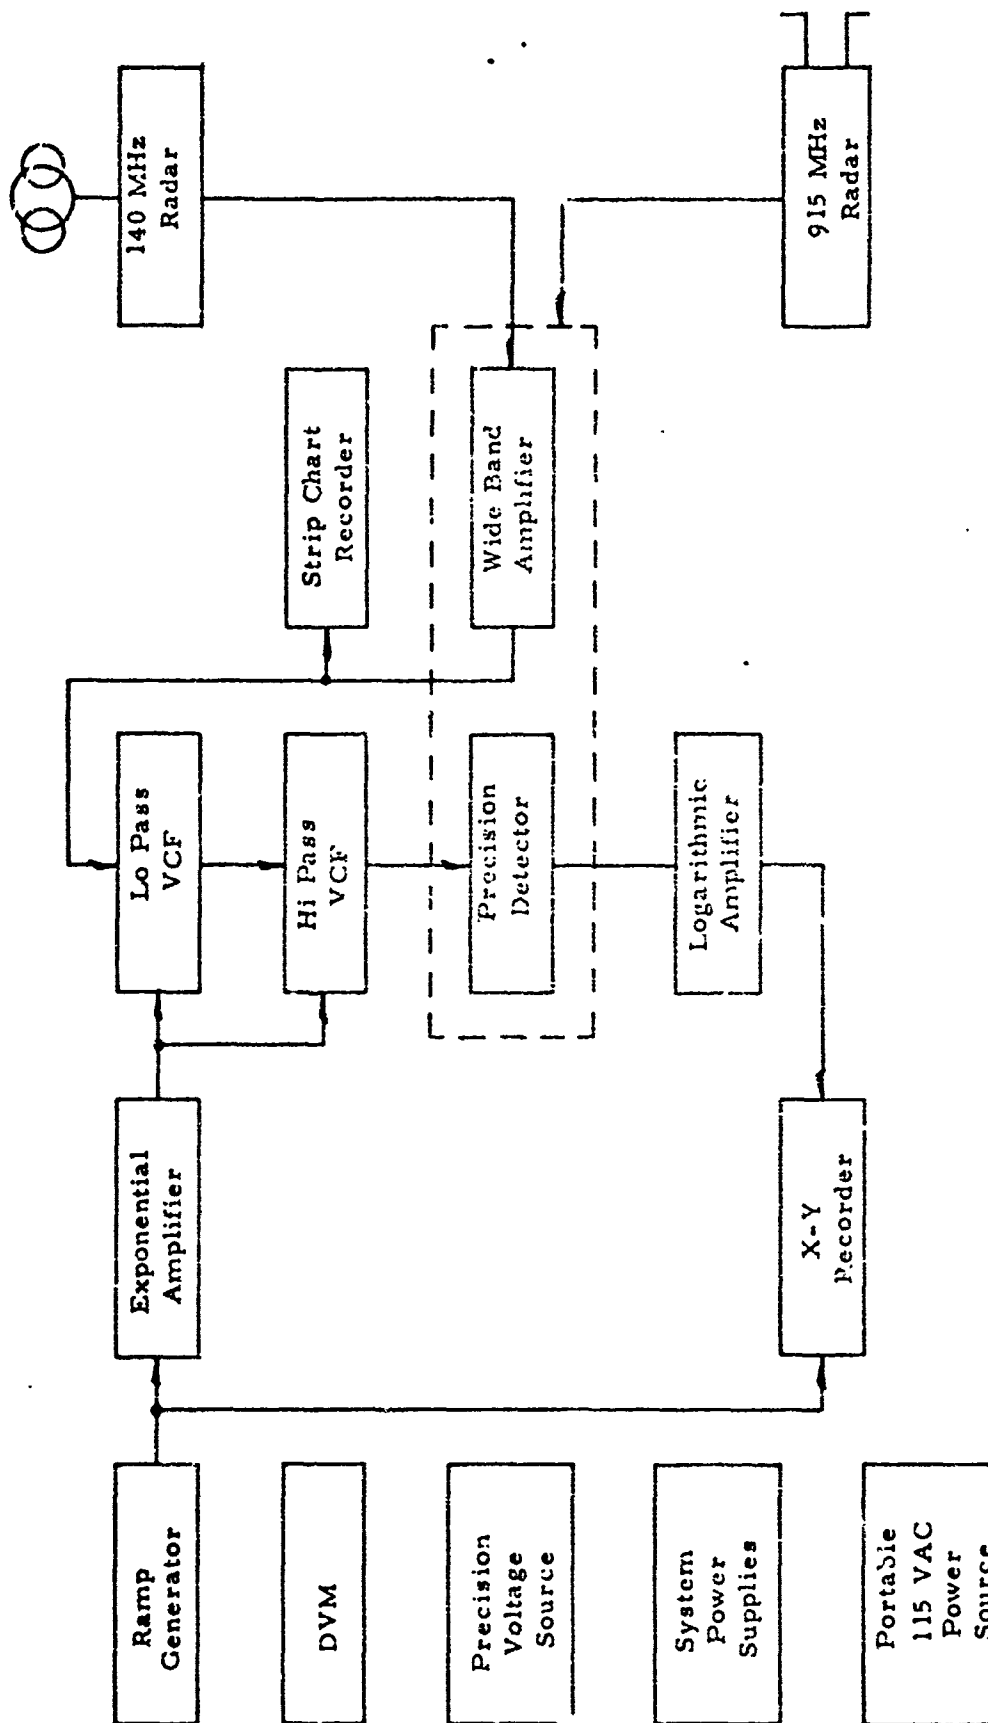 Ramp
Generator
Exponential
Amplifier
Lo Pass
VCF
140 MHz
Radar
DVM
Hi Pass
VCF
Strip Chart
Recorder
Precision
Voltage
Source
Precision
Detector
Wide Band
Amplifier
System
Power
Supplies
Logarithmic
Amplifier
X-Y
Recorder
915 MHz
Radar
Portable
115 VAC
Power
Source